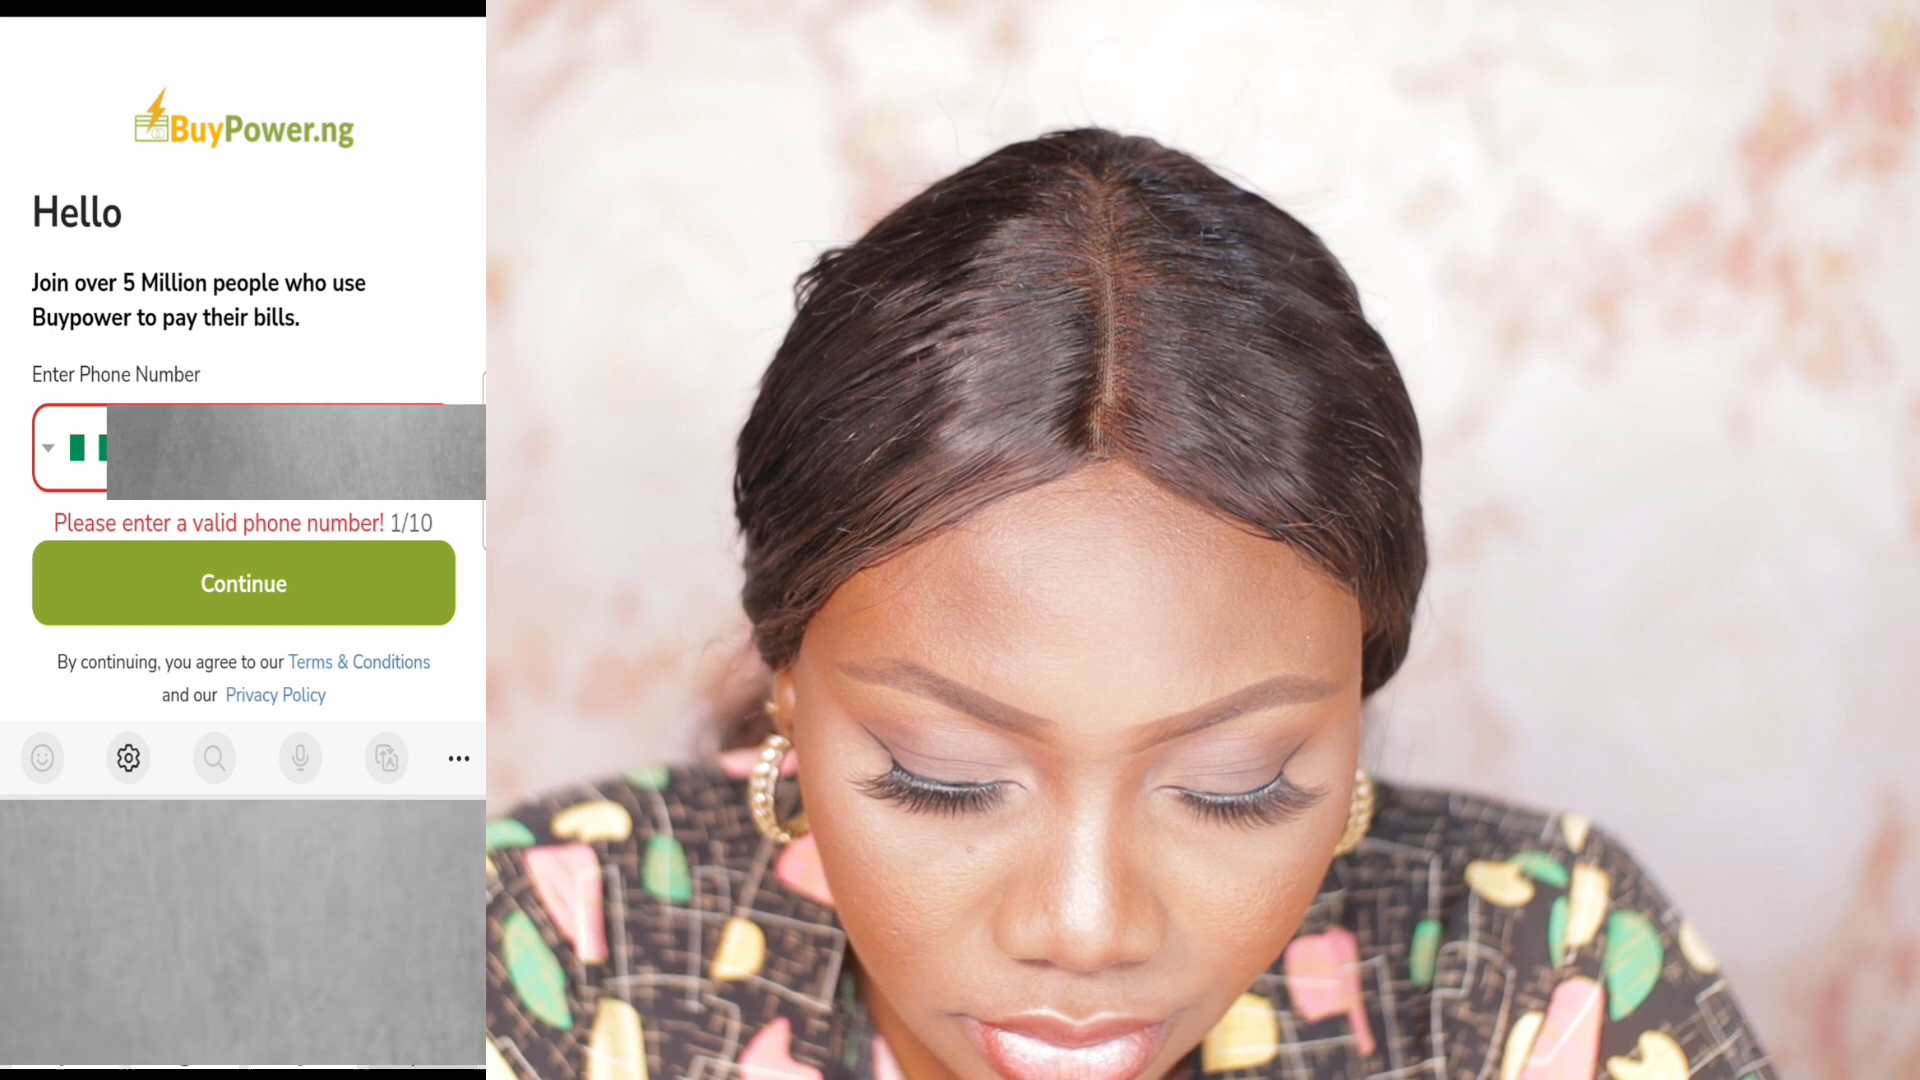 BuyPower.ng
Hello
Join over 5 Million people who use
Buypower to pay their bills.
Enter Phone Number
Please enter a valid phone number! 1/10
Continue
By continuing, you agree to our Terms & Conditions
and our Privacy Policy